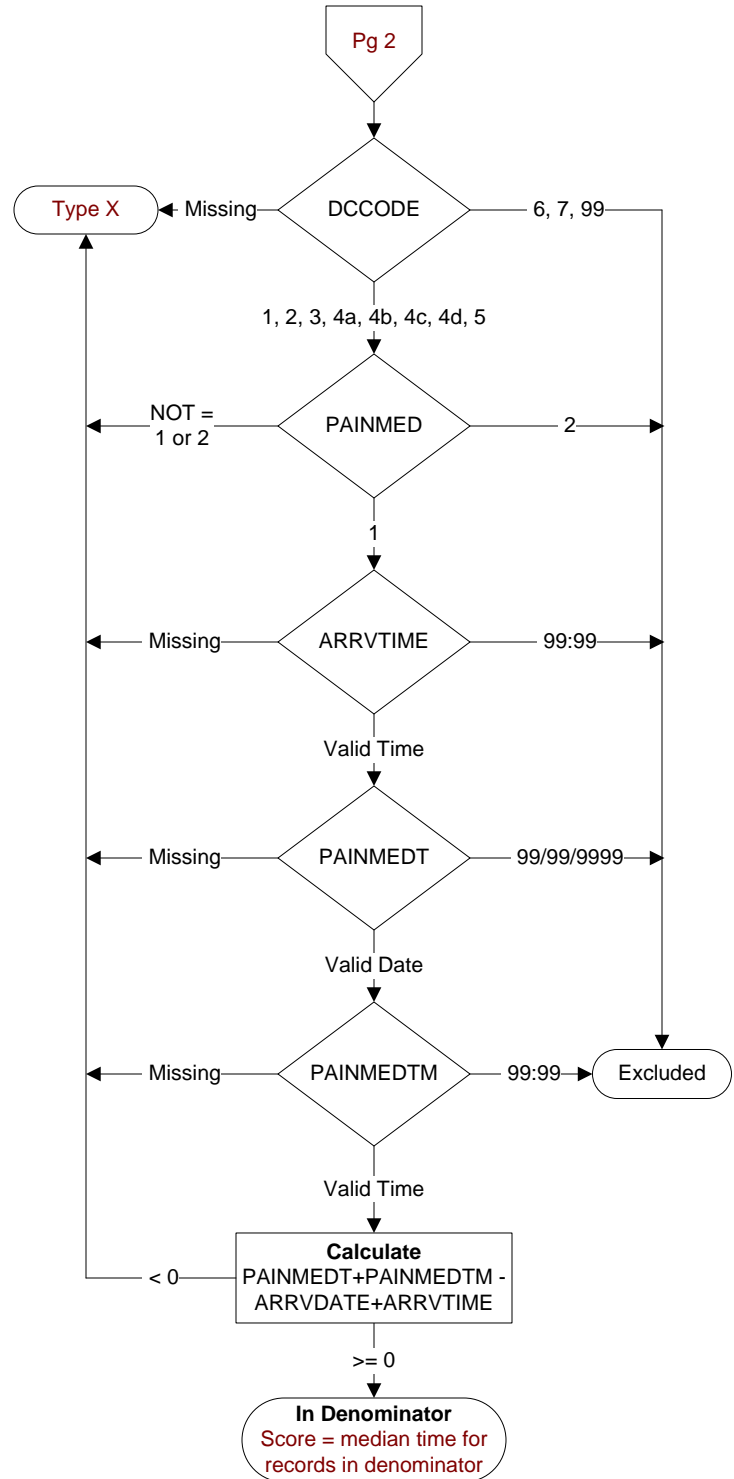 Pg 2
Type X
Missing
DCCODE
6, 7, 99
1, 2, 3, 4a, 4b, 4c, 4d, 5
NOT =
1 or 2
PAINMED
2
1
Missing
ARRVTIME
99:99
Valid Time
Missing
PAINMEDT
99/99/9999
Valid Date
Missing
PAINMEDTM
99:99
Excluded
Valid Time
Calculate
PAINMEDT+PAINMEDTM -
ARRVDATE+ARRVTIME
< 0
>= 0
In Denominator
Score = median time for
records in denominator